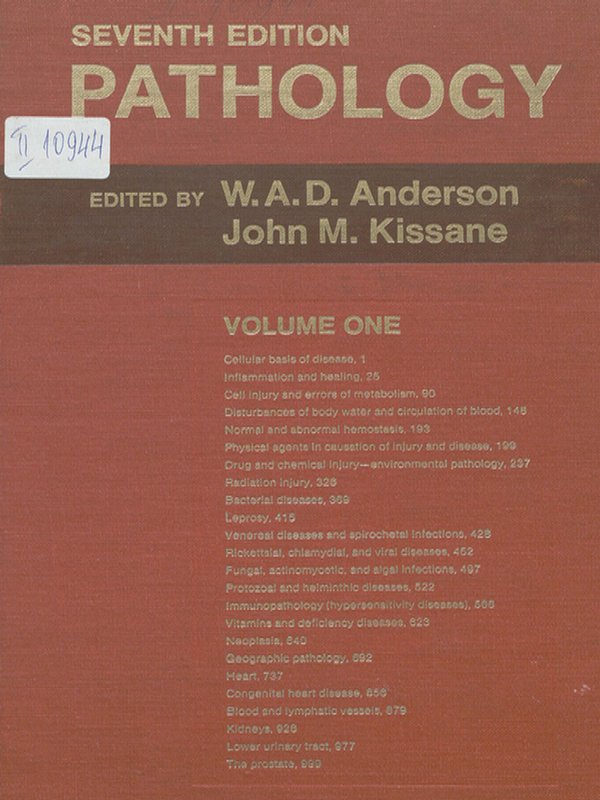 SEVENTH EDITION
PATHOLOGY
II 10944
EDITED BY W.A.D. Anderson
John M. Kissane
VOLUME ONE
Cellular basis of disease, 1
Inflammation and healing, 25
Cell injury and errors of metabolism, 90
Disturbances of body water and circulation of blood, 148
Normal and abnormal hemostasis, 193
Physical agents in causation of injury and disease, 199
Drug and chemical injury—environmental pathology, 237
Radiation injury, 326
Bacterial diseases, 369
Leprosy, 415
Venereal diseases and spirochetal infections, 428
Rickettsial, chlamydial, and viral diseases, 452
Fungal, actinomycetic, and algal infections, 497
Protozoal and helminthic diseases, 522
Immunopathology (hypersensitivity diseases), 566
Vitamins and deficiency diseases, 623
Neoplasia, 640
Geographic pathology, 692
Heart, 737
Congenital heart disease, 856
Blood and lymphatic vessels, 879
Kidneys, 928
Lower urinary tract, 977
The prostate, 999